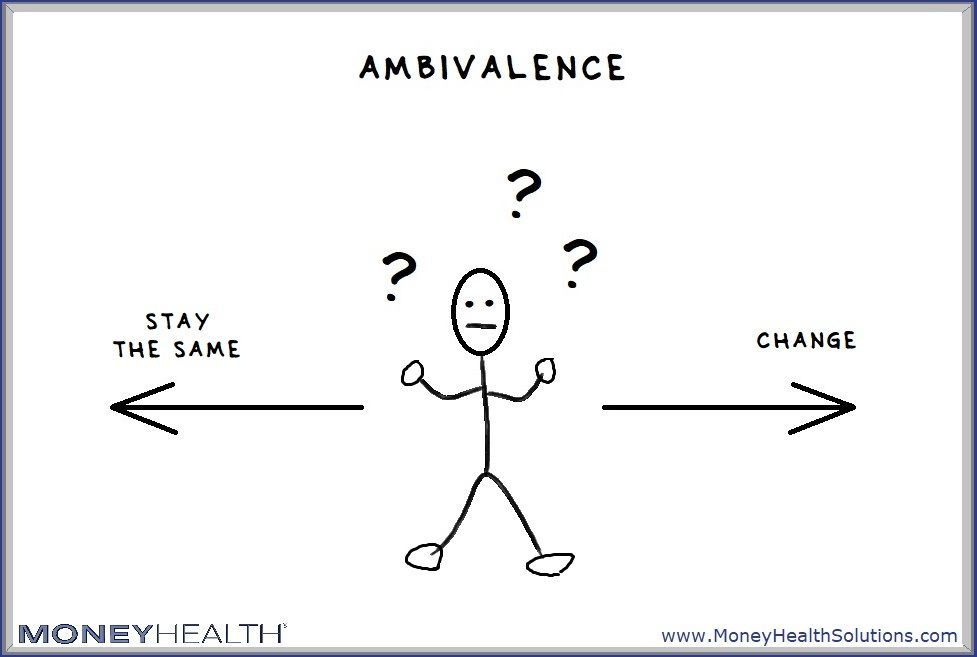 AMBIVALENCE
?
?
?
STAY
THE SAME
CHANGE
MONEYHEALTH
www.MoneyHealthSolutions.com